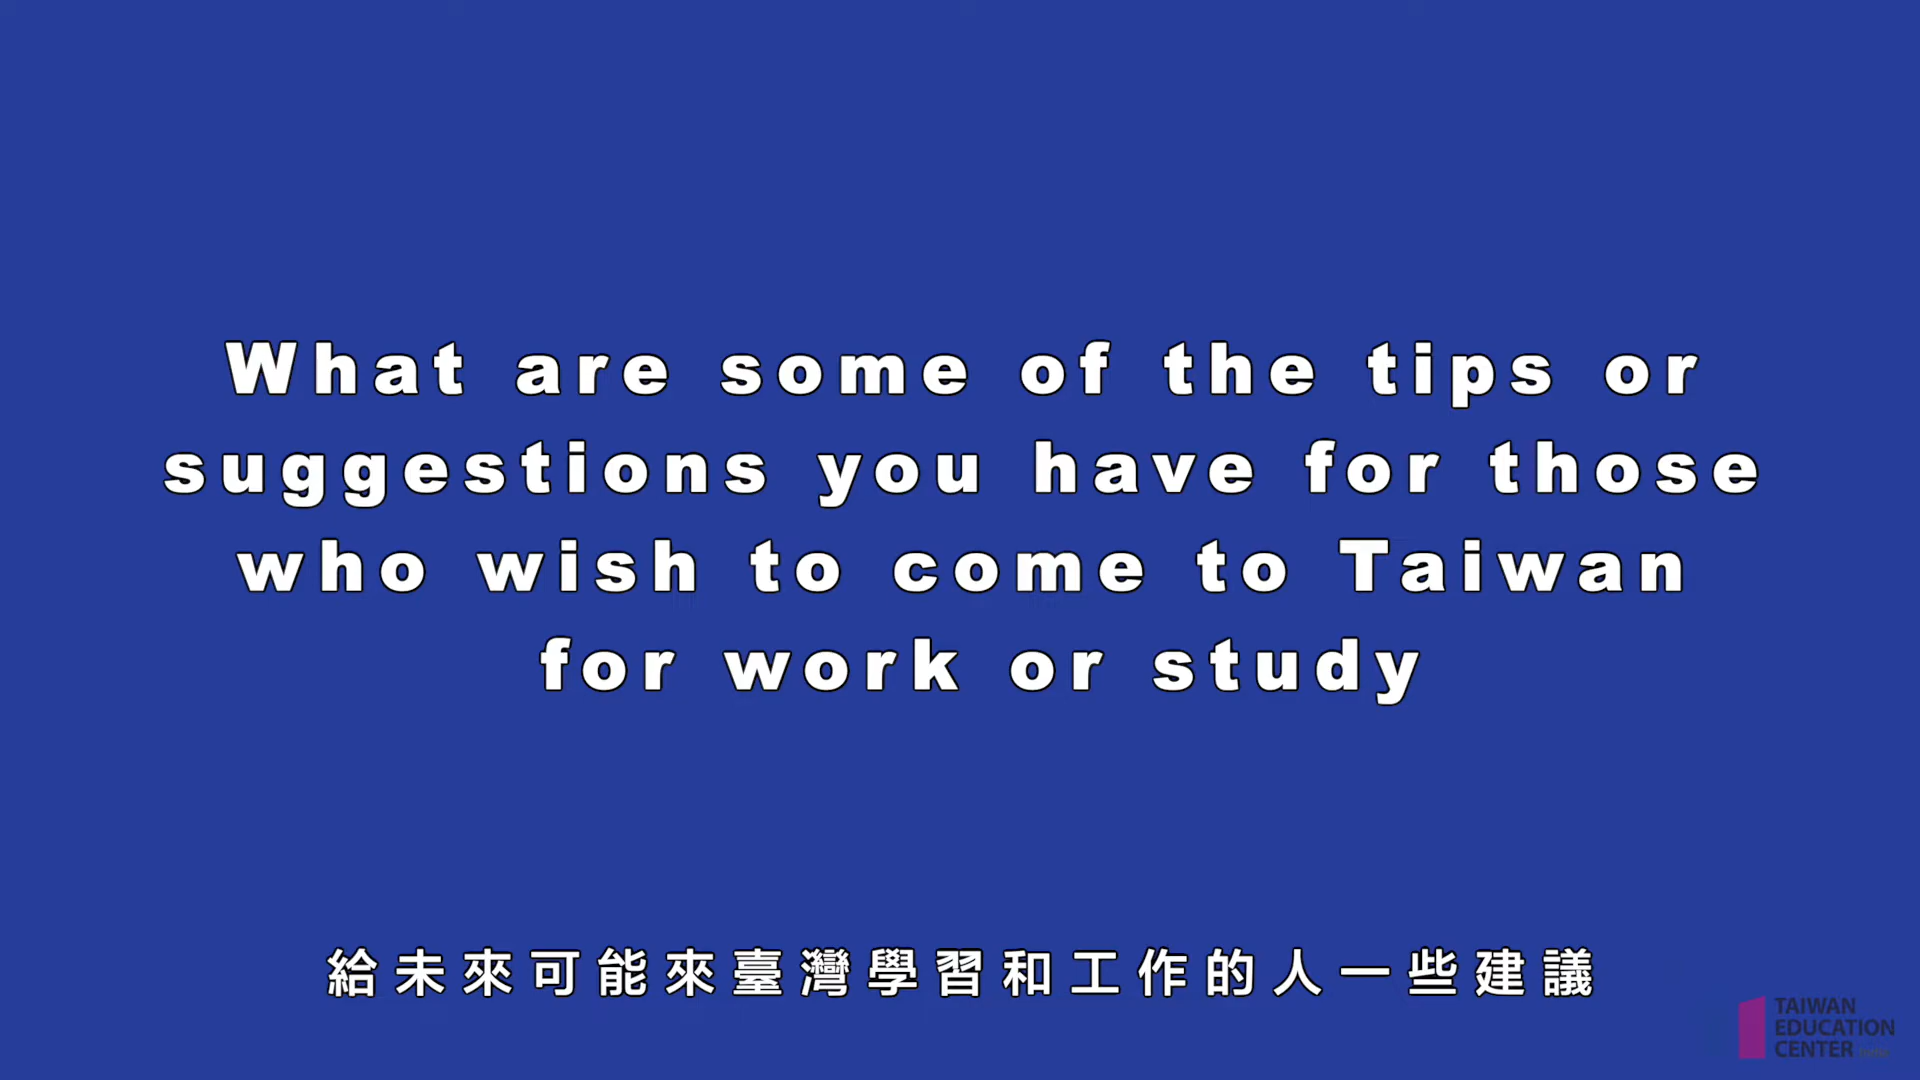 What are some of the tips or
suggestions you have for those
who wish to come to Taiwan
for work or study
給未來可能來臺灣學習和工作的人一些建議
TAIWAN
EDUCATION
CENTER